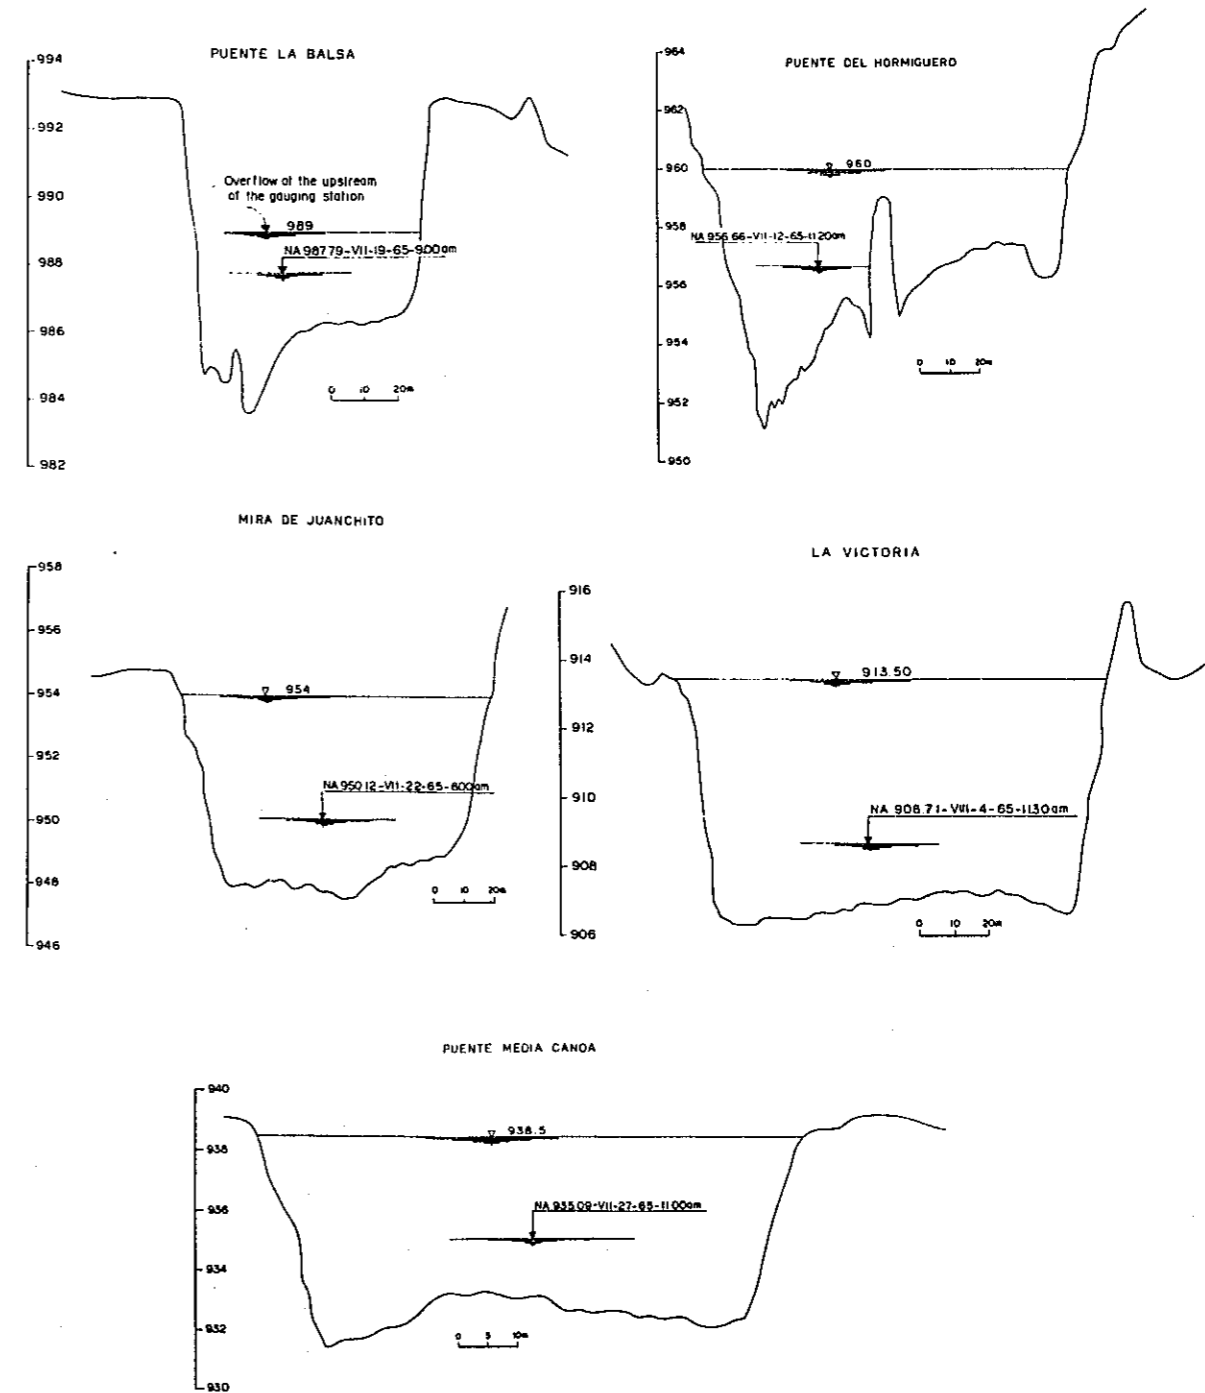 PUENTE LA BALSA
994
992
990
988
986
984
982
Overflow at the upstream
of the gauging station
989
NA 987.79-VII-19-65-9.00am
0 10 20m
PUENTE DEL HORMIGUERO
964
962
960
958
956
954
952
950
960
NA 956.66-VII-12-65-11.20am
0 10 20m
MIRA DE JUANCHITO
958
956
954
952
950
948
946
954
NA 950.12-VII-22-65-8.00am
0 10 20m
LA VICTORIA
916
914
912
910
908
906
913.50
NA 908.71-VIII-4-65-11.30am
0 10 20m
PUENTE MEDIA CANOA
940
938
936
934
932
930
938.5
NA 935.09-VII-27-65-11.00am
0 5 10m